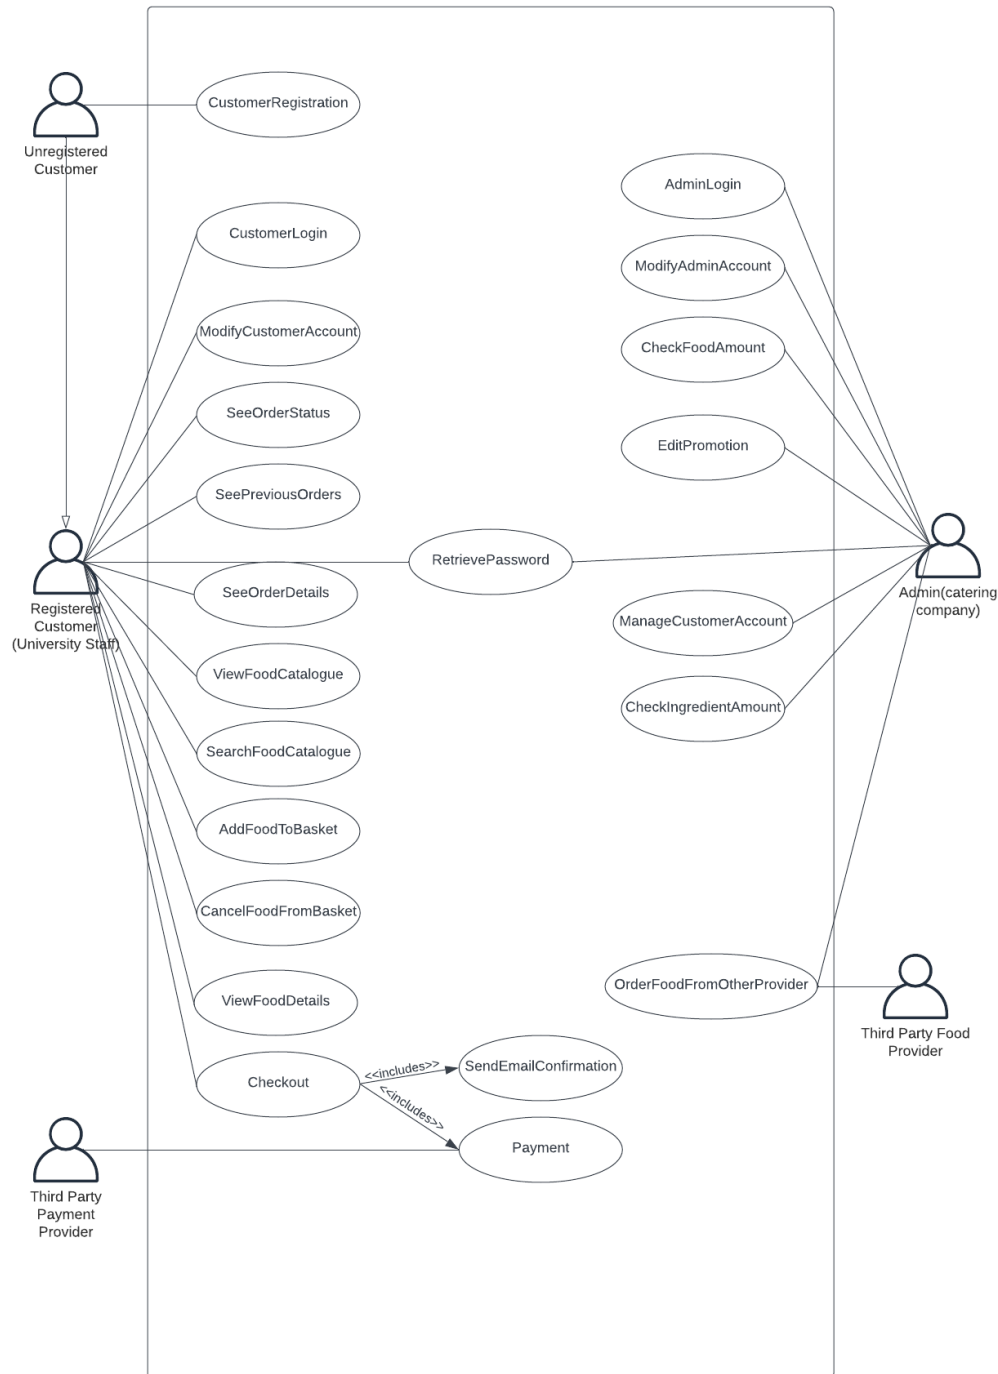 CustomerRegistration
Unregistered
Customer
AdminLogin
CustomerLogin
ModifyAdminAccount
ModifyCustomerAccount
CheckFoodAmount
SeeOrderStatus
EditPromotion
SeePreviousOrders
RetrievePassword
SeeOrderDetails
Registered
Customer
(University Staff)
Admin(catering
company)
ManageCustomerAccount
ViewFoodCatalogue
CheckIngredientAmount
SearchFoodCatalogue
AddFoodToBasket
CancelFoodFromBasket
OrderFoodFromOtherProvider
ViewFoodDetails
Third Party Food
Provider
Checkout
<<includes>>
SendEmailConfirmation
<<includes>>
Payment
Third Party
Payment
Provider